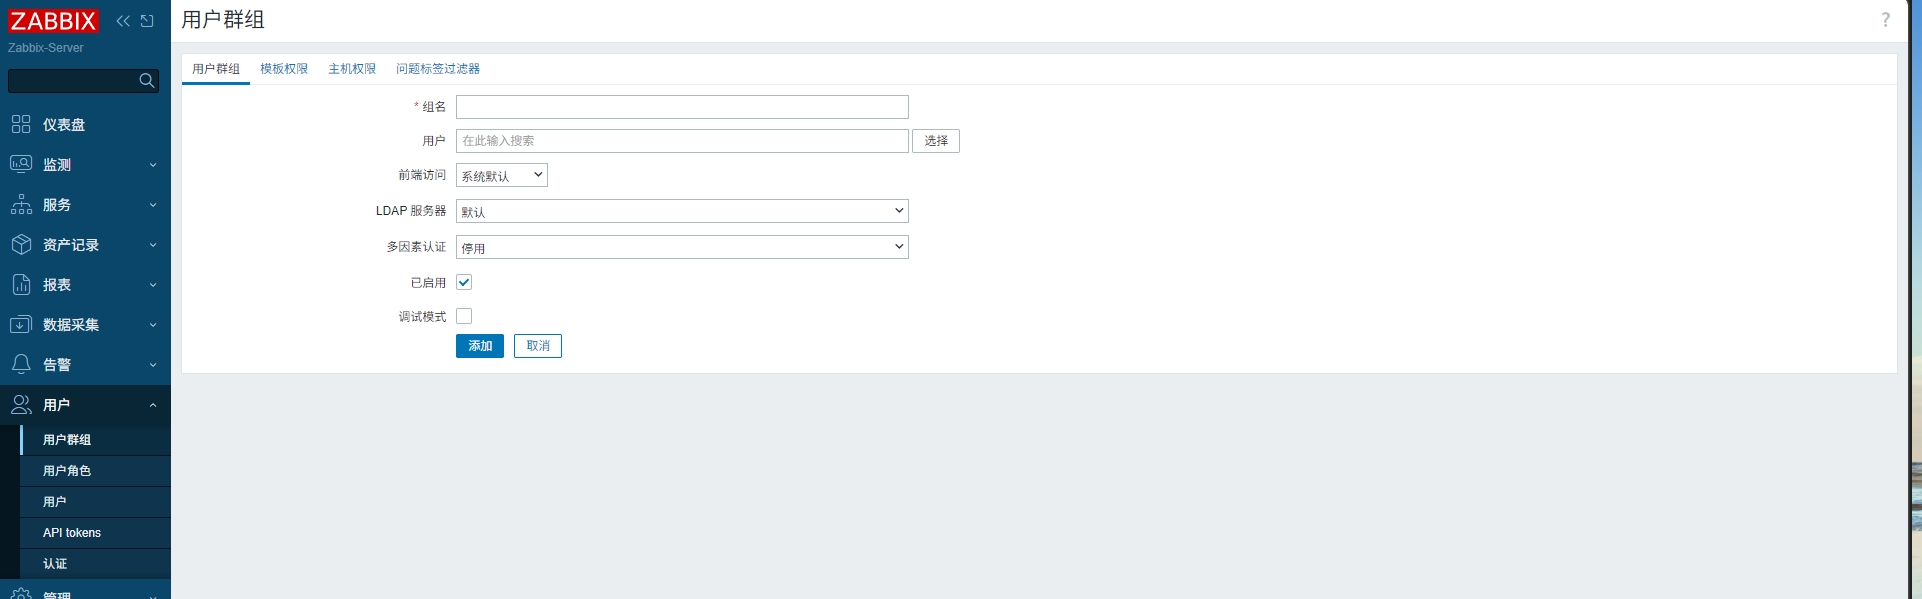 ZABBIX
Zabbix-Server
仪表盘
监测
服务
资产记录
报表
数据采集
告警
用户
用户群组
用户角色
用户
API tokens
认证
管理
用户群组
?
用户群组 模板权限 主机权限 问题标签过滤器
* 组名
用户 在此输入搜索 选择
前端访问 系统默认
LDAP 服务器 默认
多因素认证 停用
已启用
调试模式
添加 取消